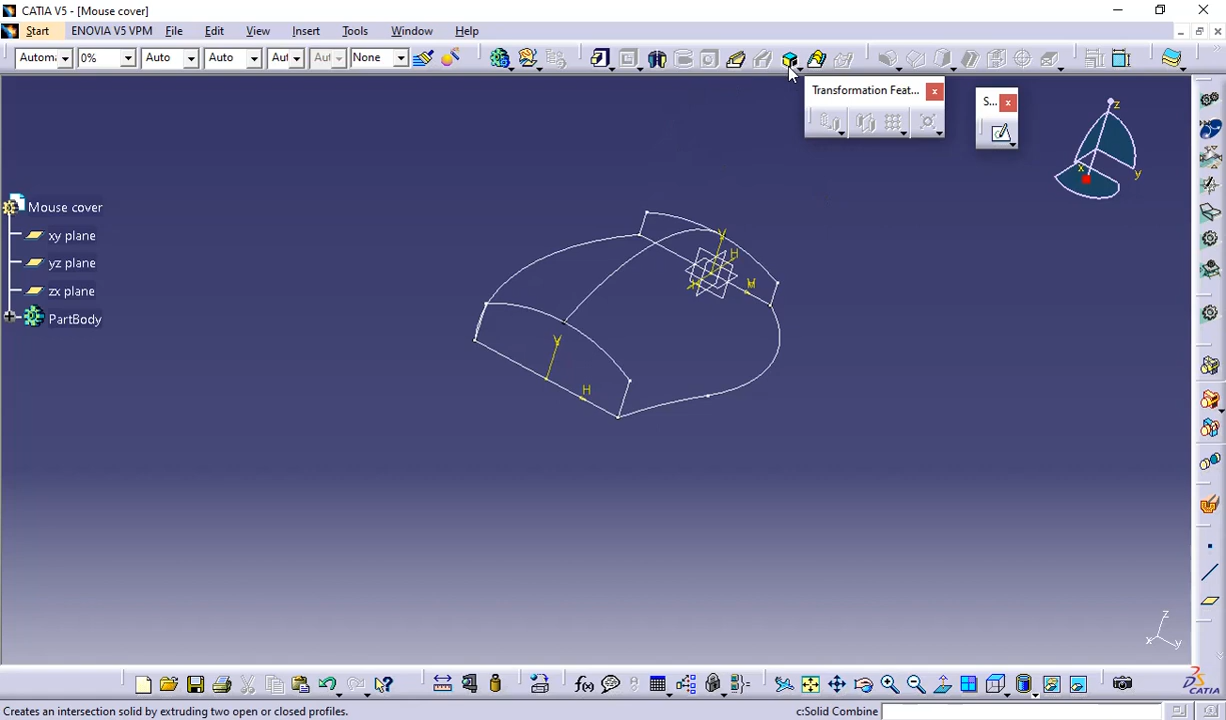 CATIA V5 - [Mouse cover]
Start ENOVIA V5 VPM File Edit View Insert Tools Window Help
Autom 0% Auto Auto Aut Aut None
Transformation Feat... S...
z
x
y
Mouse cover
xy plane
yz plane
zx plane
PartBody
V
H
M
V
H
z
x
y
Creates an intersection solid by extruding two open or closed profiles. c:Solid Combine
CATIA